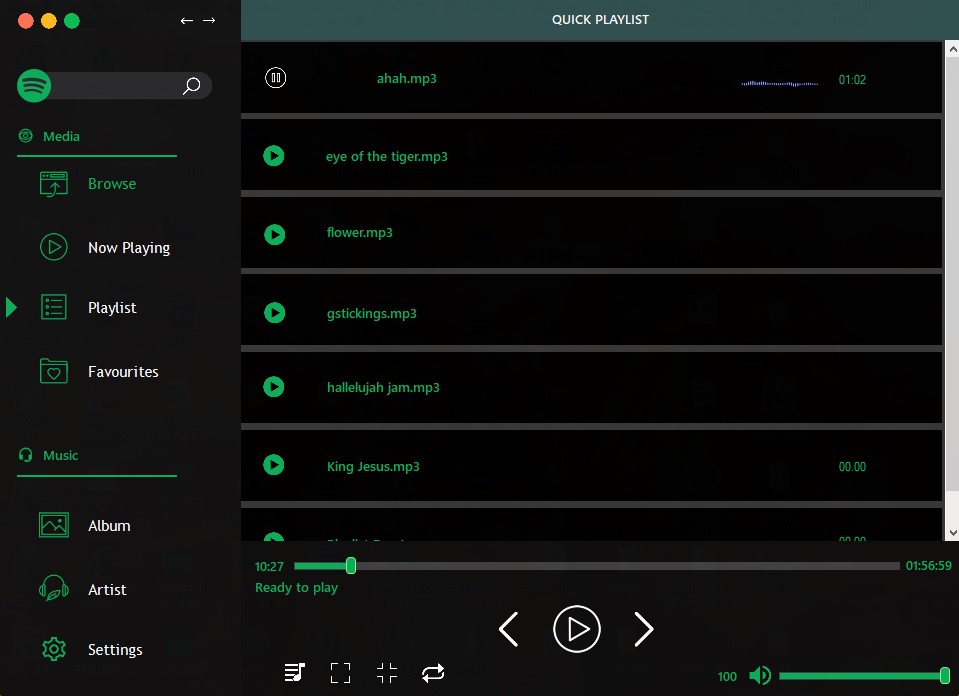 QUICK PLAYLIST
Media
Browse
Now Playing
Playlist
Favourites
Music
Album
Artist
Settings
ahah.mp3
01:02
eye of the tiger.mp3
flower.mp3
gstickings.mp3
hallelujah jam.mp3
King Jesus.mp3
00.00
00.00
10:27
01:56:59
Ready to play
100